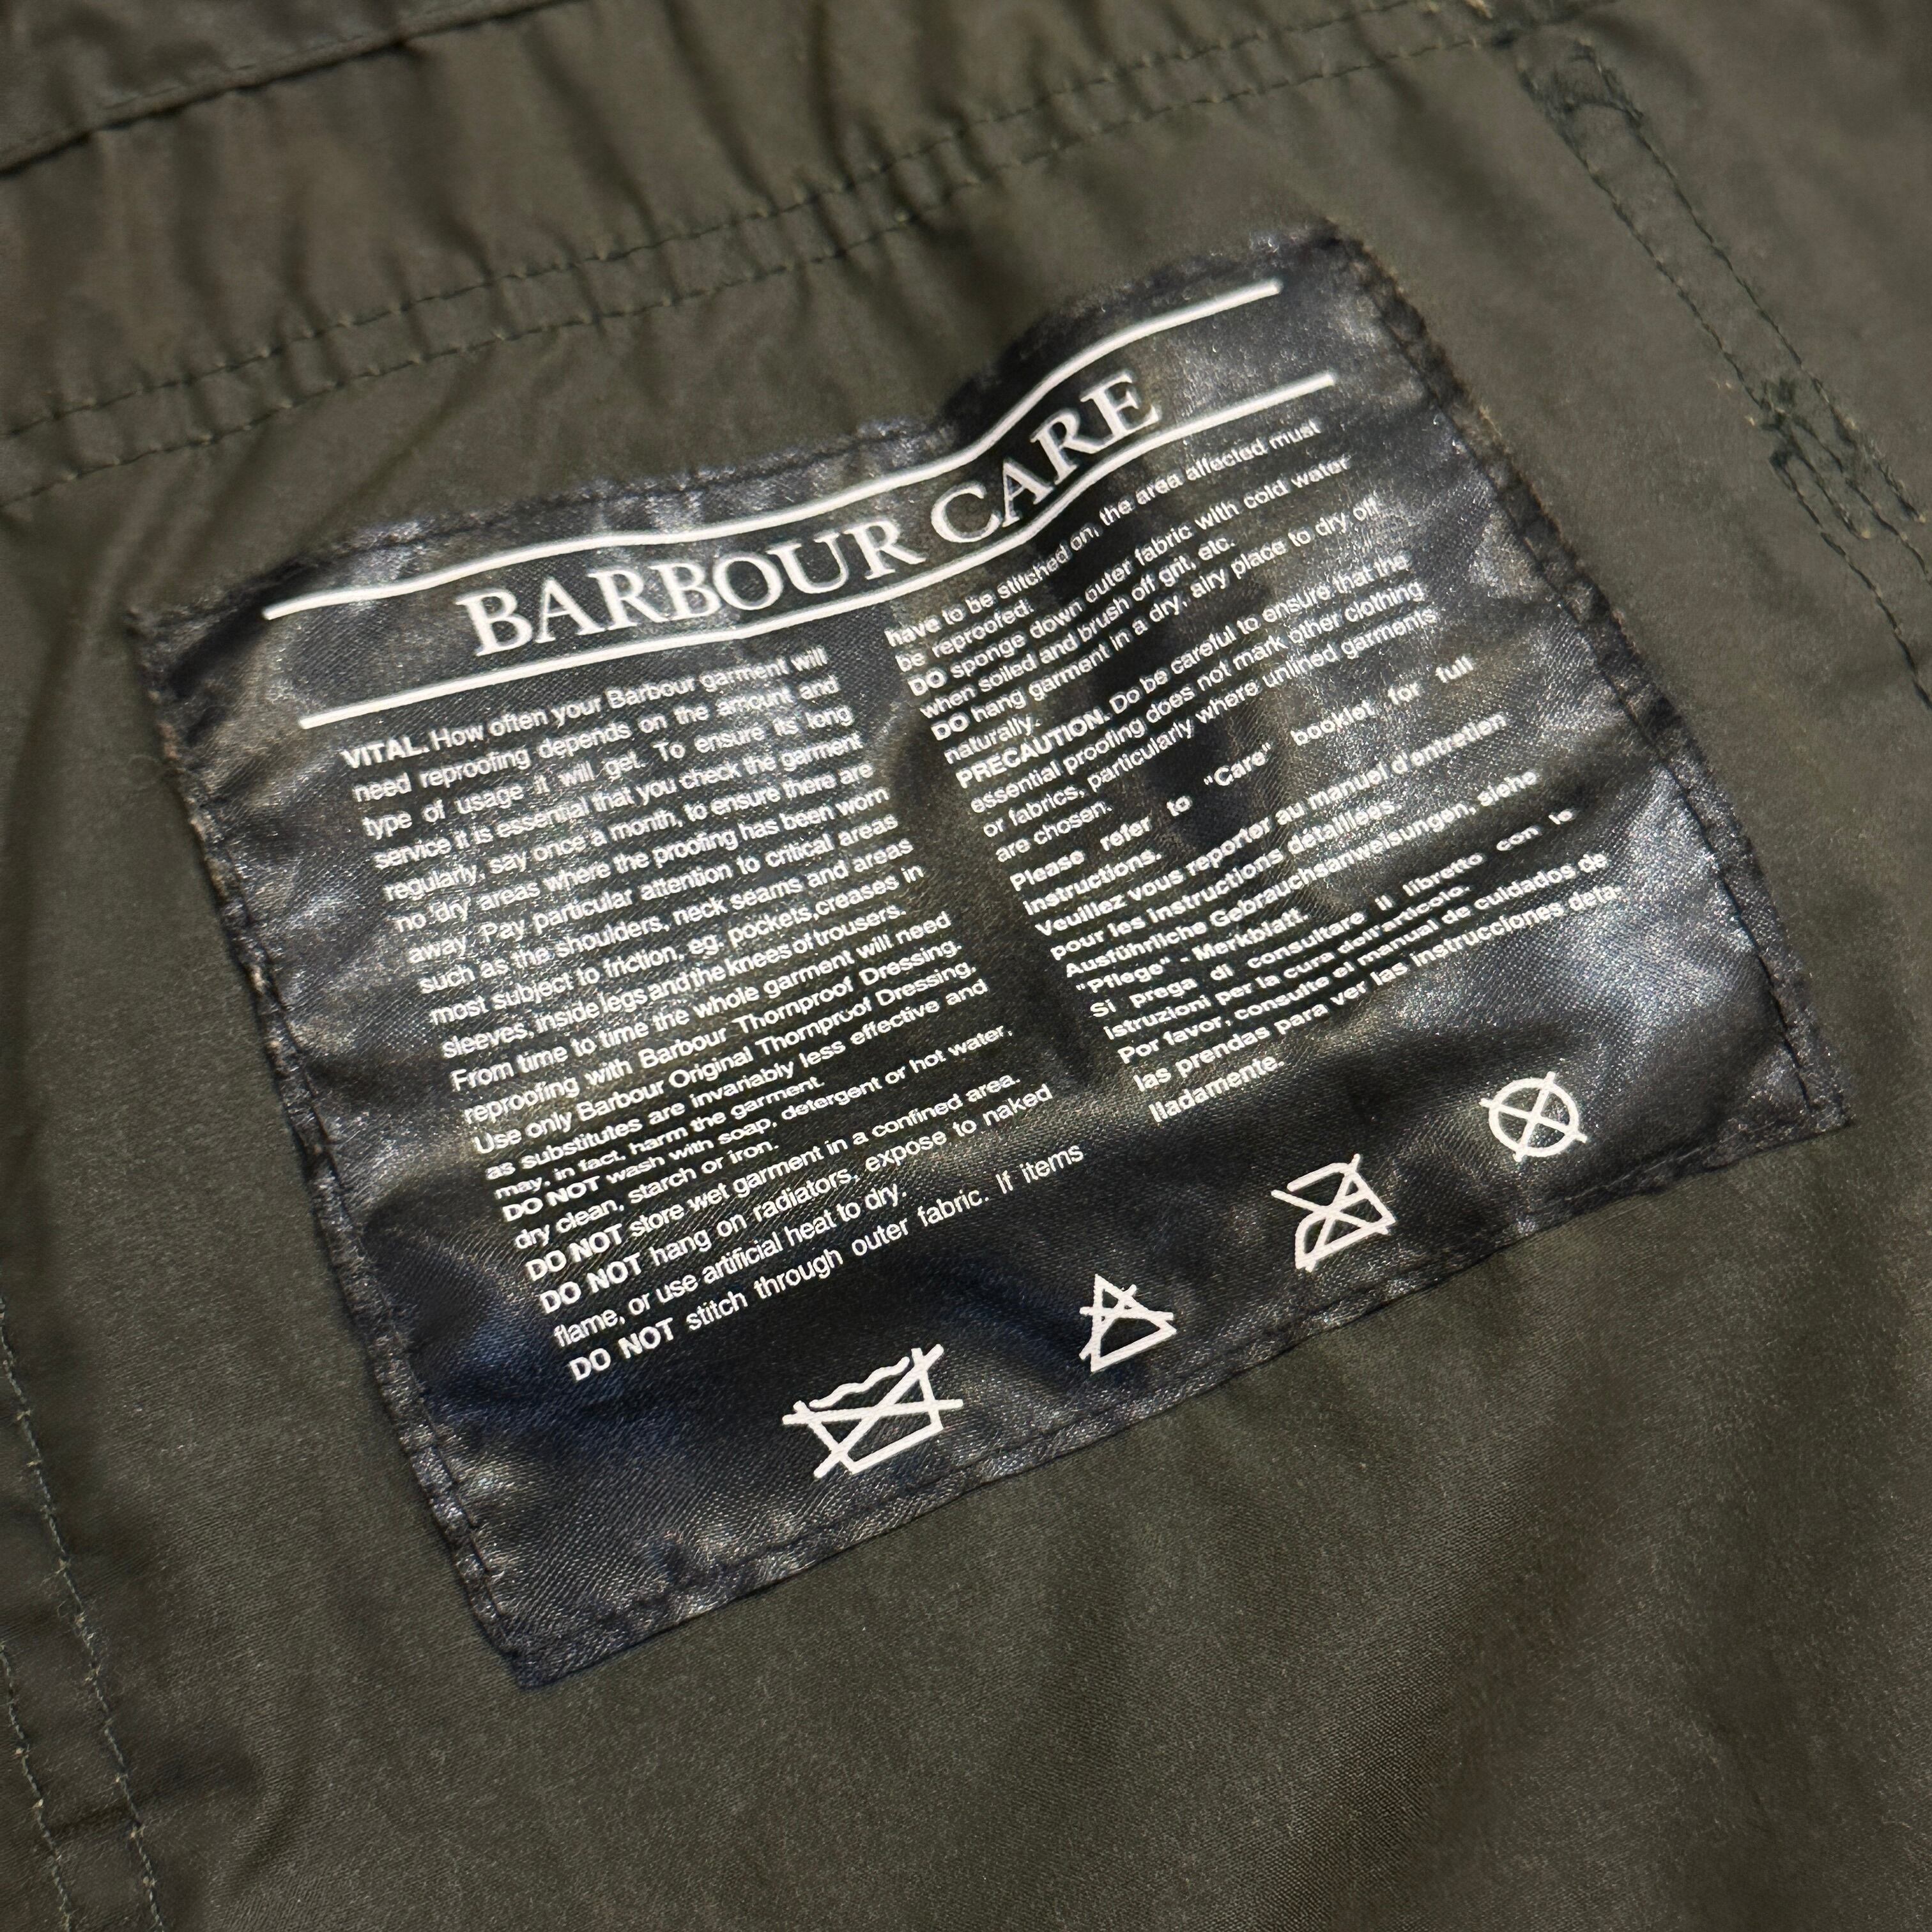 BARBOUR CARE
VITAL. How often your Barbour garment will
need reproofing depends on the amount and
type of usage it will get. To ensure its long
service it is essential that you check the garment
regularly, say once a month, to ensure there are
no 'dry' areas where the proofing has been worn
away. Pay particular attention to critical areas
such as the shoulders, neck seams and areas
most subject to friction, eg. pockets, creases in
sleeves, inside legs and the knees of trousers.
From time to time the whole garment will need
reproofing with Barbour Thornproof Dressing.
Use only Barbour Original Thornproof Dressing,
as substitutes are invariably less effective and
may, in fact, harm the garment.
DO NOT wash with soap, detergent or hot water,
dry clean, starch or iron.
DO NOT store wet garment in a confined area.
DO NOT hang on radiators, expose to naked
flame, or use artificial heat to dry.
DO NOT stitch through outer fabric. If items
have to be stitched on, the area affected must
be reproofed.
DO sponge down outer fabric with cold water
when soiled and brush off grit, etc.
DO hang garment in a dry, airy place to dry off
naturally.
PRECAUTION. Do be careful to ensure that the
essential proofing does not mark other clothing
or fabrics, particularly where unlined garments
are chosen.
Please refer to "Care" booklet for full
instructions.
Veuillez vous reporter au manuel d'entretien
pour les instructions détaillées.
Ausführliche Gebrauchsanweisungen, siehe
"Pflege" - Merkblatt.
Si prega di consultare il libretto con le
istruzioni per la cura dell'articolo.
Por favor, consulte el manual de cuidados de
las prendas para ver las instrucciones deta-
lladamente.